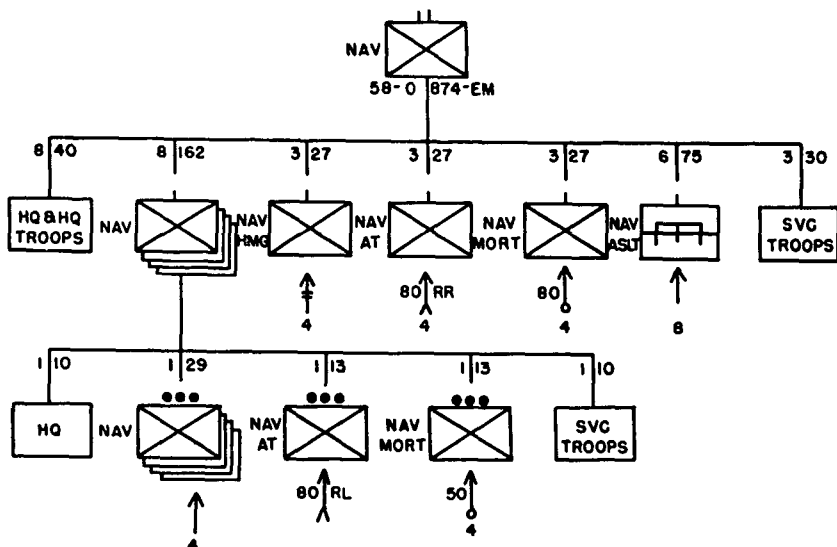 NAV
58-0 874-EM
8 40
8 162
3 27
3 27
3 27
6 75
3 30
HQ & HQ
TROOPS
NAV
NAV
HMG
NAV
AT
NAV
MORT
NAV
ASLT
SVC
TROOPS
4
80 RR
4
80
4
8
1 10
1 29
1 13
1 13
1 10
HQ
NAV
NAV
AT
NAV
MORT
SVC
TROOPS
4
80 RL
50
4